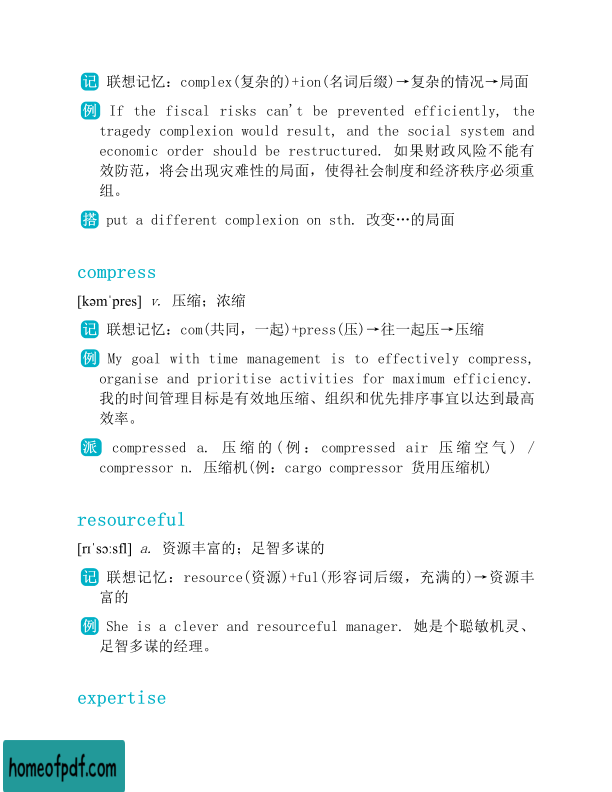 记 联想记忆：complex(复杂的)+ion(名词后缀)→复杂的情况→局面
例 If the fiscal risks can't be prevented efficiently, the
tragedy complexion would result, and the social system and
economic order should be restructured. 如果财政风险不能有
效防范，将会出现灾难性的局面，使得社会制度和经济秩序必须重
组。
搭 put a different complexion on sth. 改变…的局面
compress
[kəmˈpres] v. 压缩；浓缩
记 联想记忆：com(共同，一起)+press(压)→往一起压→压缩
例 My goal with time management is to effectively compress,
organise and prioritise activities for maximum efficiency.
我的时间管理目标是有效地压缩、组织和优先排序事宜以达到最高
效率。
派 compressed a. 压缩的(例：compressed air 压缩空气) /
compressor n. 压缩机(例：cargo compressor 货用压缩机)
resourceful
[rɪˈsɔːsfl] a. 资源丰富的；足智多谋的
记 联想记忆：resource(资源)+ful(形容词后缀，充满的)→资源丰
富的
例 She is a clever and resourceful manager. 她是个聪敏机灵、
足智多谋的经理。
expertise
homeofpdf.com